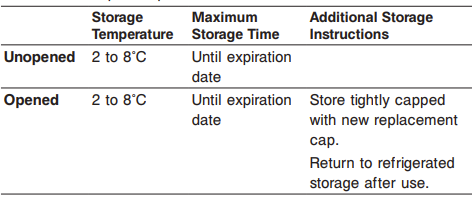 Storage Temperature Maximum Storage Time Additional Storage Instructions
Unopened 2 to 8˚C Until expiration date
Opened 2 to 8˚C Until expiration date Store tightly capped with new replacement cap.
Return to refrigerated storage after use.